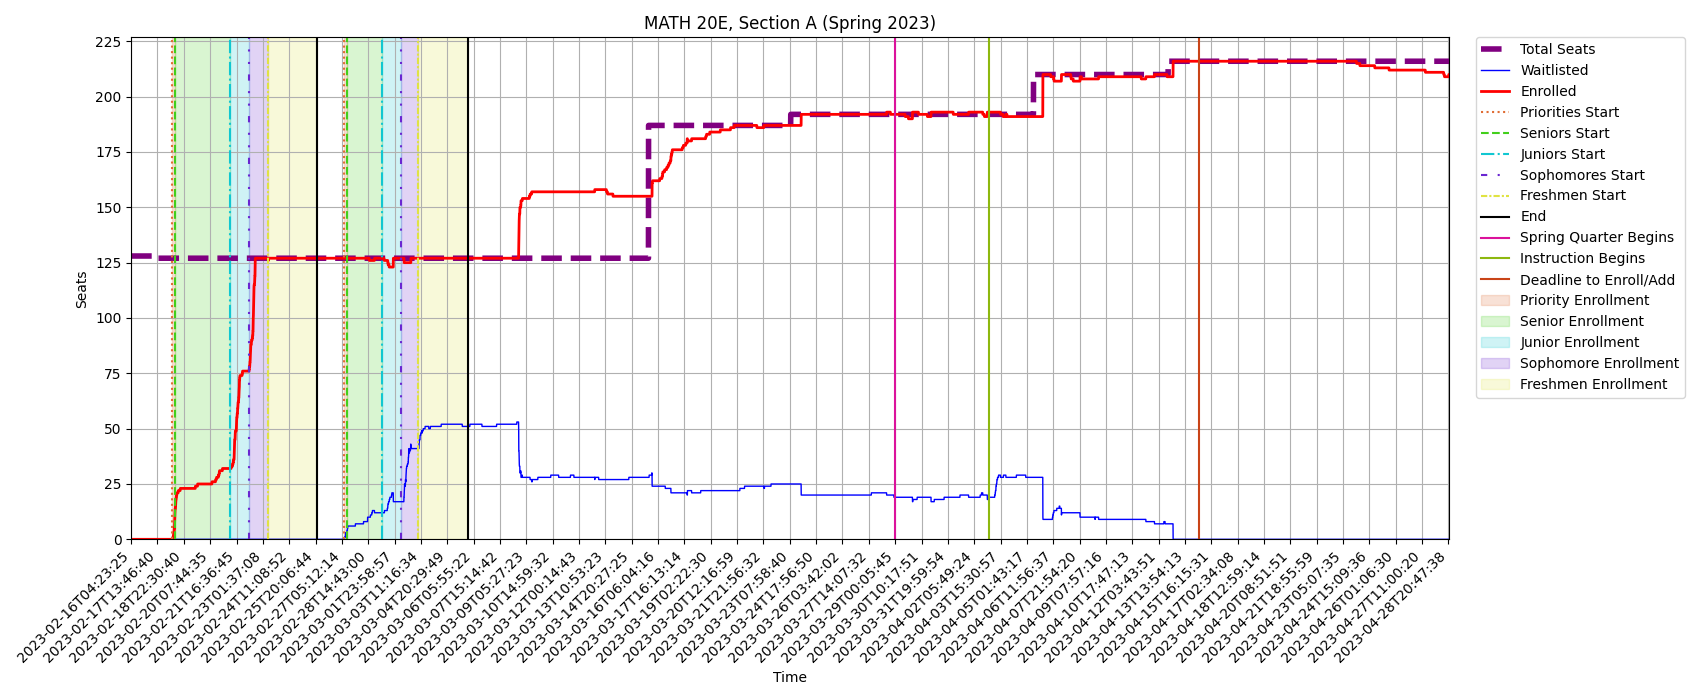 MATH 20E, Section A (Spring 2023)
225
200
175
150
125
100
75
50
25
0
Seats
2023-02-16T04:23:25
2023-02-17T13:46:40
2023-02-18T22:30:40
2023-02-20T07:44:35
2023-02-21T16:36:45
2023-02-23T01:37:08
2023-02-24T11:08:52
2023-02-25T20:06:44
2023-02-27T05:12:14
2023-02-28T14:43:00
2023-03-01T23:58:57
2023-03-03T11:16:34
2023-03-04T20:29:49
2023-03-06T05:55:22
2023-03-07T15:14:42
2023-03-09T05:27:23
2023-03-10T14:59:32
2023-03-12T00:14:43
2023-03-13T10:53:23
2023-03-14T20:27:25
2023-03-16T06:04:16
2023-03-17T16:13:14
2023-03-19T02:22:30
2023-03-20T12:16:59
2023-03-21T21:56:32
2023-03-23T07:58:40
2023-03-24T17:56:50
2023-03-26T03:42:02
2023-03-27T14:07:32
2023-03-29T00:05:45
2023-03-30T10:17:51
2023-03-31T19:59:54
2023-04-02T05:49:24
2023-04-03T15:30:57
2023-04-05T01:43:17
2023-04-06T11:56:37
2023-04-07T21:54:20
2023-04-09T07:57:16
2023-04-10T17:47:13
2023-04-12T03:43:51
2023-04-13T13:54:13
2023-04-15T16:15:31
2023-04-17T02:34:08
2023-04-18T12:59:14
2023-04-20T08:51:51
2023-04-21T18:55:59
2023-04-23T05:07:35
2023-04-24T15:09:36
2023-04-26T01:06:30
2023-04-27T11:00:20
2023-04-28T20:47:38
Time
Total Seats
Waitlisted
Enrolled
Priorities Start
Seniors Start
Juniors Start
Sophomores Start
Freshmen Start
End
Spring Quarter Begins
Instruction Begins
Deadline to Enroll/Add
Priority Enrollment
Senior Enrollment
Junior Enrollment
Sophomore Enrollment
Freshmen Enrollment